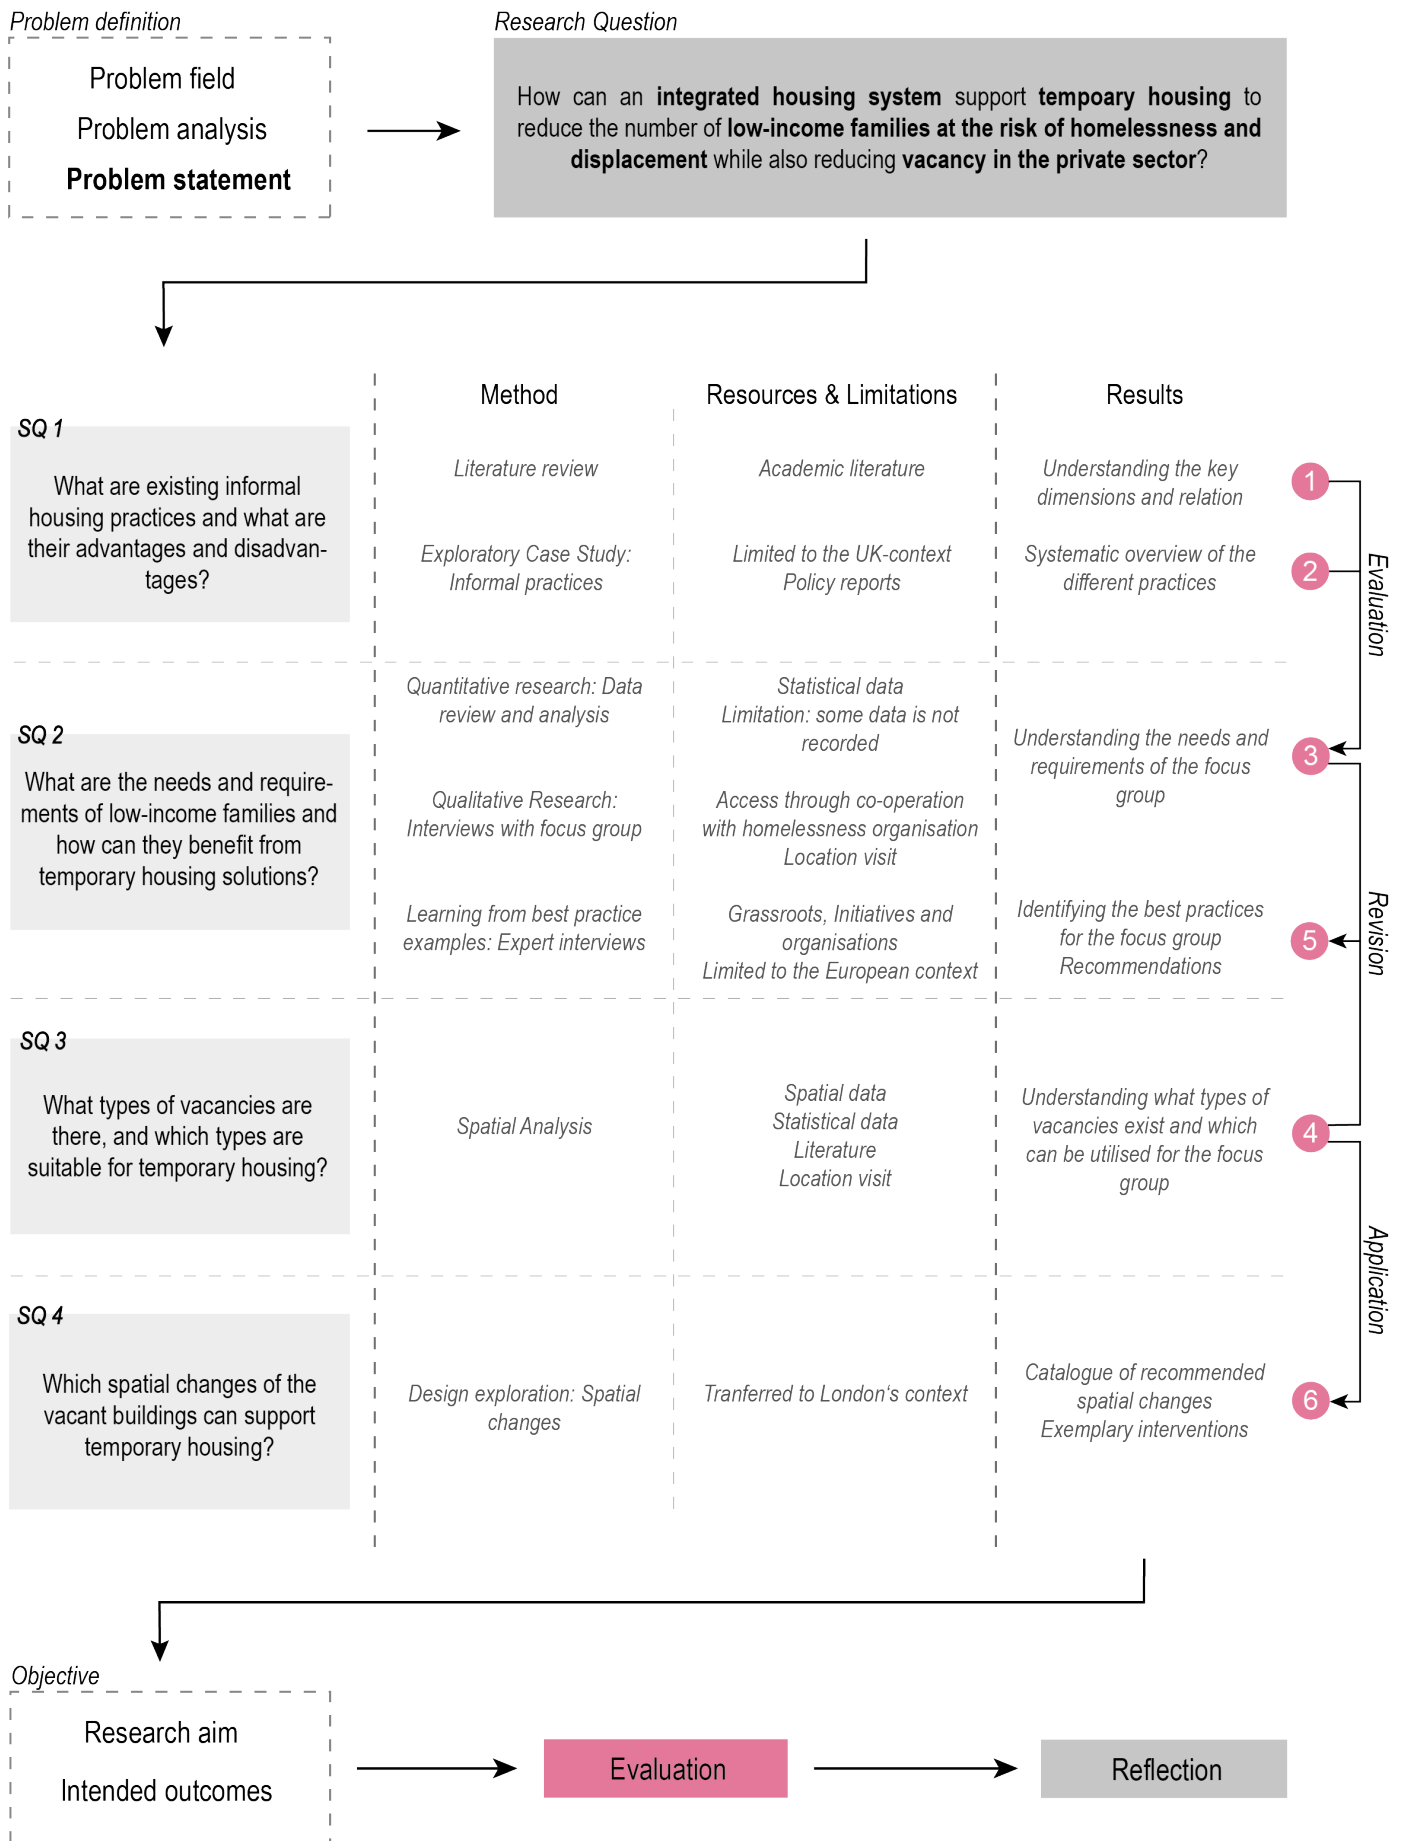 Problem definition
Problem field
Problem analysis
Problem statement
Research Question
How can an integrated housing system support tempoary housing to
reduce the number of low-income families at the risk of homelessness and
displacement while also reducing vacancy in the private sector?
Method
Resources & Limitations
Results
SQ 1
What are existing informal
housing practices and what are
their advantages and disadvan-
tages?
Literature review
Academic literature
Understanding the key
dimensions and relation
1
Exploratory Case Study:
Informal practices
Limited to the UK-context
Policy reports
Systematic overview of the
different practices
2
Evaluation
SQ 2
What are the needs and require-
ments of low-income families and
how can they benefit from
temporary housing solutions?
Quantitative research: Data
review and analysis
Statistical data
Limitation: some data is not
recorded
Understanding the needs and
requirements of the focus
group
3
Qualitative Research:
Interviews with focus group
Access through co-operation
with homelessness organisation
Location visit
Learning from best practice
examples: Expert interviews
Grassroots, Initiatives and
organisations
Limited to the European context
Identifying the best practices
for the focus group
Recommendations
5
Revision
SQ 3
What types of vacancies are
there, and which types are
suitable for temporary housing?
Spatial Analysis
Spatial data
Statistical data
Literature
Location visit
Understanding what types of
vacancies exist and which
can be utilised for the focus
group
4
Application
SQ 4
Which spatial changes of the
vacant buildings can support
temporary housing?
Design exploration: Spatial
changes
Tranferred to London‘s context
Catalogue of recommended
spatial changes
Exemplary interventions
6
Objective
Research aim
Intended outcomes
Evaluation
Reflection